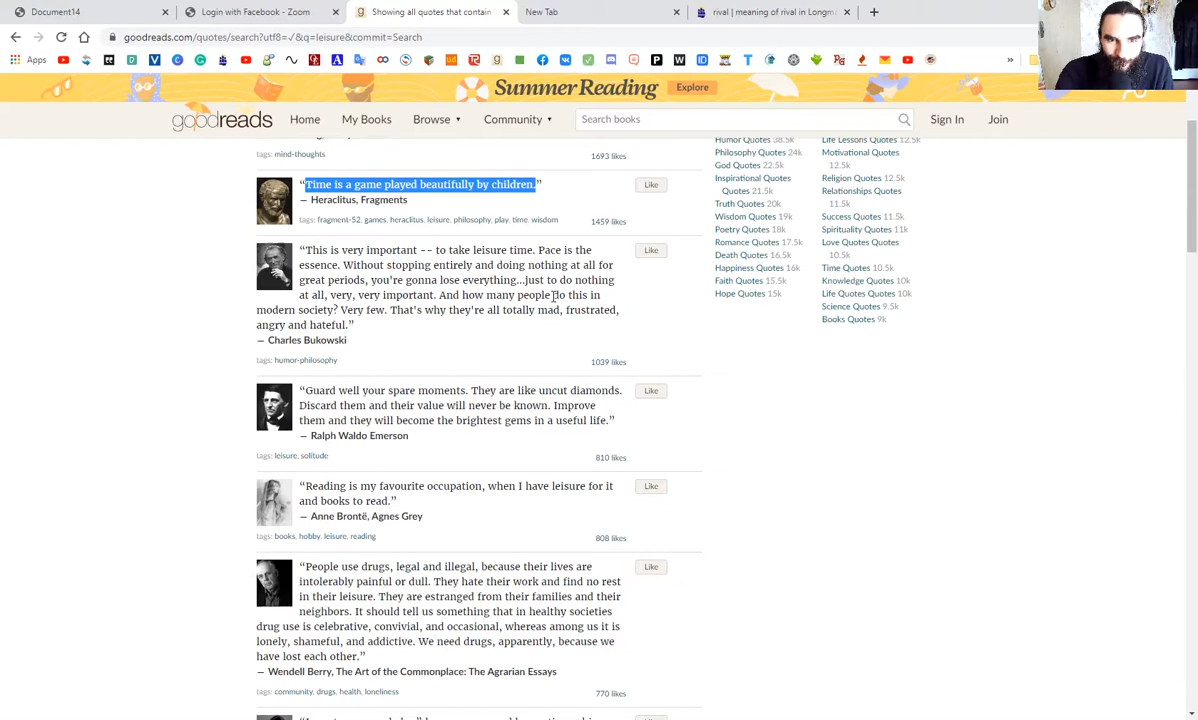 Document14
Login with Facebook - Zoom
Showing all quotes that contain
New Tab
rival | meaning of rival in Longm
goodreads.com/quotes/search?utf8=✓&q=leisure&commit=Search
Apps
Summer Reading
Explore
goodreads
Home
My Books
Browse
Community
Search books
Sign In
Join
tags: mind-thoughts
1693 likes
“Time is a game played beautifully by children.”
Like
― Heraclitus, Fragments
tags: fragment-52, games, heraclitus, leisure, philosophy, play, time, wisdom
1459 likes
“This is very important -- to take leisure time. Pace is the
Like
essence. Without stopping entirely and doing nothing at all for
great periods, you're gonna lose everything...just to do nothing
at all, very, very important. And how many people do this in
modern society? Very few. That's why they're all totally mad, frustrated,
angry and hateful.”
― Charles Bukowski
tags: humor-philosophy
1039 likes
“Guard well your spare moments. They are like uncut diamonds.
Like
Discard them and their value will never be known. Improve
them and they will become the brightest gems in a useful life.”
― Ralph Waldo Emerson
tags: leisure, solitude
810 likes
“Reading is my favourite occupation, when I have leisure for it
Like
and books to read.”
― Anne Brontë, Agnes Grey
tags: books, hobby, leisure, reading
808 likes
“People use drugs, legal and illegal, because their lives are
Like
intolerably painful or dull. They hate their work and find no rest
in their leisure. They are estranged from their families and their
neighbors. It should tell us something that in healthy societies
drug use is celebrative, convivial, and occasional, whereas among us it is
lonely, shameful, and addictive. We need drugs, apparently, because we
have lost each other.”
― Wendell Berry, The Art of the Commonplace: The Agrarian Essays
tags: community, drugs, health, loneliness
770 likes
Humor Quotes 38.5k
Philosophy Quotes 24k
God Quotes 22.5k
Inspirational
Quotes 21.5k
Truth Quotes 20k
Wisdom Quotes 19k
Poetry Quotes 18k
Romance Quotes 17.5k
Death Quotes 16.5k
Happiness Quotes 16k
Faith Quotes 15.5k
Hope Quotes 15k
Life Lessons Quotes 12.5k
Motivational Quotes
12.5k
Religion Quotes 12.5k
Relationships Quotes
11.5k
Success Quotes 11.5k
Spirituality Quotes 11k
Love Quotes Quotes
10.5k
Time Quotes 10.5k
Knowledge Quotes 10k
Life Quotes Quotes 10k
Science Quotes 9.5k
Books Quotes 9k